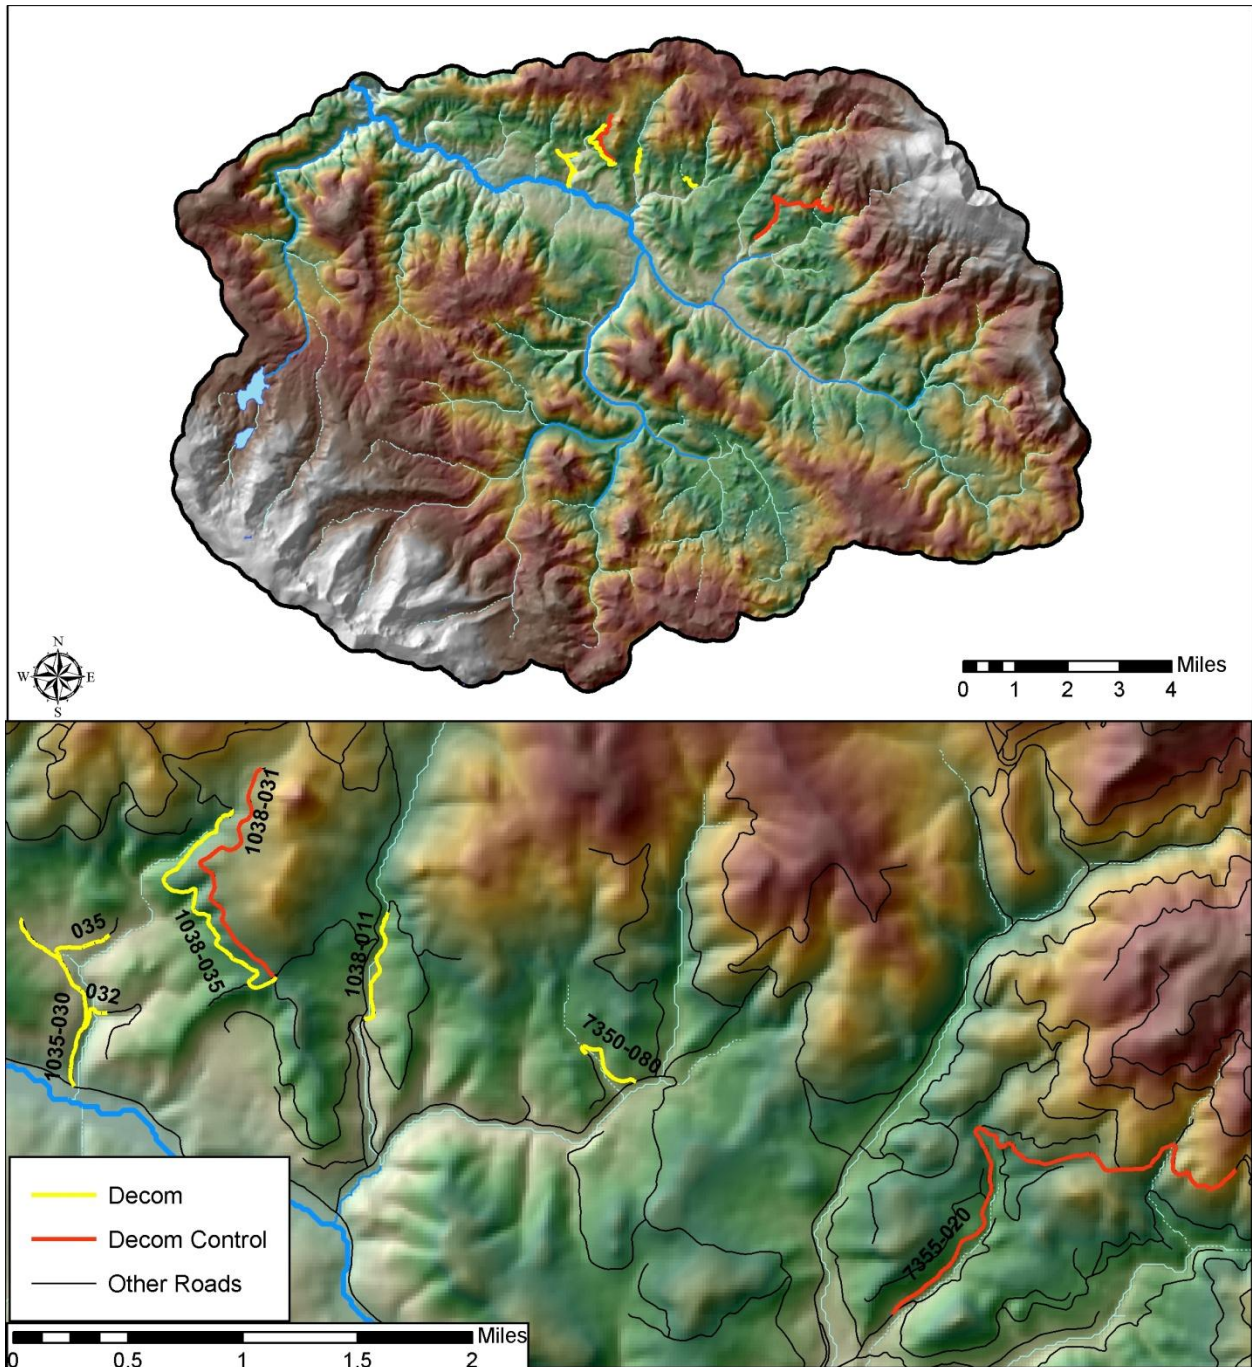 N
W E
S
Miles
0 1 2 3 4
1038-031
035
1038-035
1038-011
032
1035-030
7350-080
7355-020
Decom
Decom Control
Other Roads
Miles
0 0.5 1 1.5 2